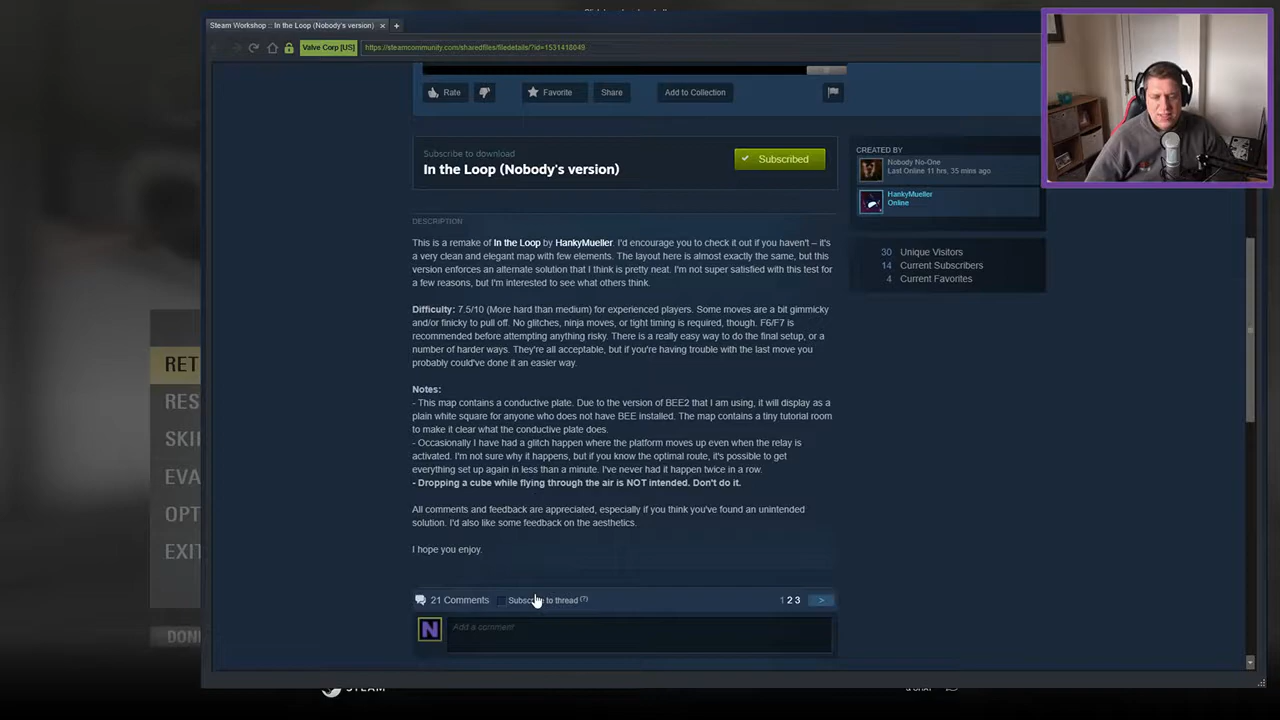 Steam Workshop :: In the Loop (Nobody's version) × +
Valve Corp [US] https://steamcommunity.com/sharedfiles/filedetails/?id=1531418049
Rate
Favorite
Share
Add to Collection
Subscribe to download
In the Loop (Nobody's version)
Subscribed
CREATED BY
Nobody No-One
Last Online 11 hrs, 35 mins ago
HankyMueller
Online
30 Unique Visitors
14 Current Subscribers
4 Current Favorites
DESCRIPTION
This is a remake of In the Loop by HankyMueller. I'd encourage you to check it out if you haven't – it's
a very clean and elegant map with few elements. The layout here is almost exactly the same, but this
version enforces an alternate solution that I think is pretty neat. I'm not super satisfied with this test for
a few reasons, but I'm interested to see what others think.
Difficulty: 7.5/10 (More hard than medium) for experienced players. Some moves are a bit gimmicky
and/or finicky to pull off. No glitches, ninja moves, or tight timing is required, though. F6/F7 is
recommended before attempting anything risky. There is a really easy way to do the final setup, or a
number of harder ways. They're all acceptable, but if you're having trouble with the last move you
probably could've done it an easier way.
Notes:
- This map contains a conductive plate. Due to the version of BEE2 that I am using, it will display as a
plain white square for anyone who does not have BEE installed. The map contains a tiny tutorial room
to make it clear what the conductive plate does.
- Occasionally I have had a glitch happen where the platform moves up even when the relay is
activated. I'm not sure why it happens, but if you know the optimal route, it's possible to get
everything set up again in less than a minute. I've never had it happen twice in a row.
- Dropping a cube while flying through the air is NOT intended. Don't do it.
All comments and feedback are appreciated, especially if you think you've found an unintended
solution. I'd also like some feedback on the aesthetics.
I hope you enjoy.
21 Comments Subscribe to thread (?) 1 2 3 >
N Add a comment
RET
RES
SKI
EVA
OPT
EXIT
DONE
STEAM